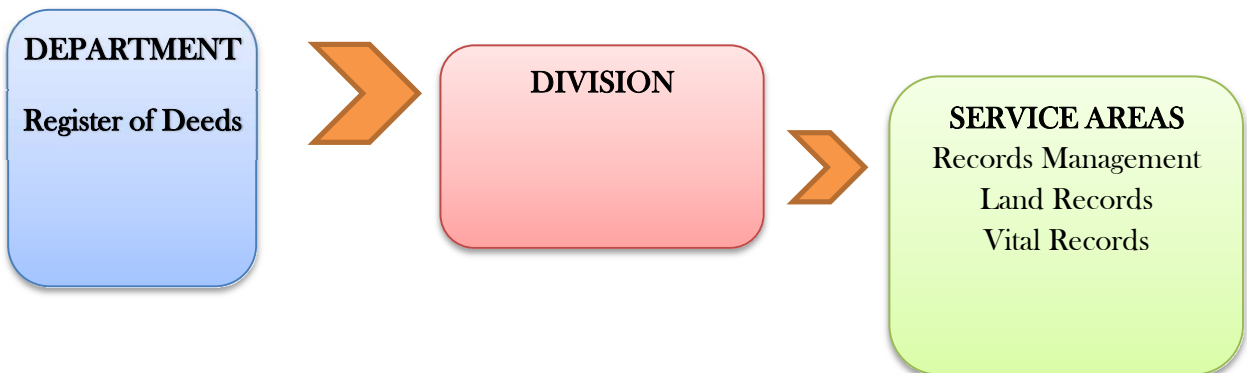 DEPARTMENT
Register of Deeds
DIVISION
SERVICE AREAS
Records Management
Land Records
Vital Records